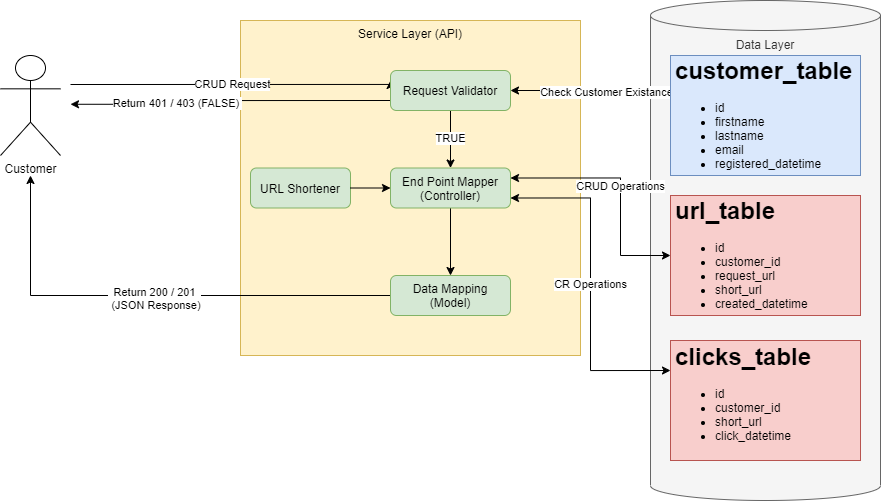 Service Layer (API)
Data Layer
customer_table
id
firstname
lastname
email
registered_datetime
CRUD Request
Request Validator
Check Customer Existance
Return 401 / 403 (FALSE)
TRUE
Customer
URL Shortener
End Point Mapper
(Controller)
CRUD Operations
url_table
id
customer_id
request_url
short_url
created_datetime
Return 200 / 201
(JSON Response)
Data Mapping
(Model)
CR Operations
clicks_table
id
customer_id
short_url
click_datetime